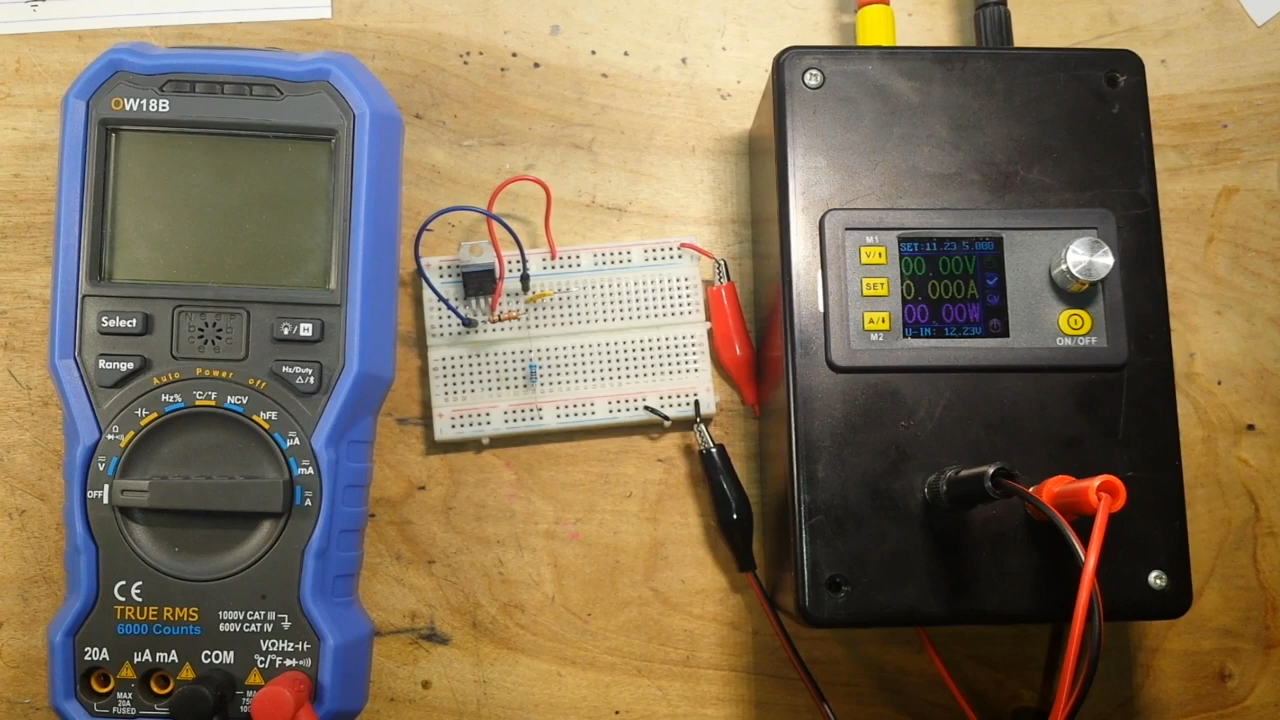 OW18B
Select
Range
Hz/Duty
Auto Power off
Hz%
°C/°F
NCV
hFE
Ω
V
OFF
µA
mA
A
CE
TRUE RMS
6000 Counts
1000V CAT III
600V CAT IV
20A
µA mA
COM
VΩHz
°C/°F
MAX
20A
FUSED
M1
V/⬆
SET
A/⬇
M2
SET:11.23 5.000
00.00V
0.000A
00.00W
U-IN: 12.23V
CV
ON/OFF